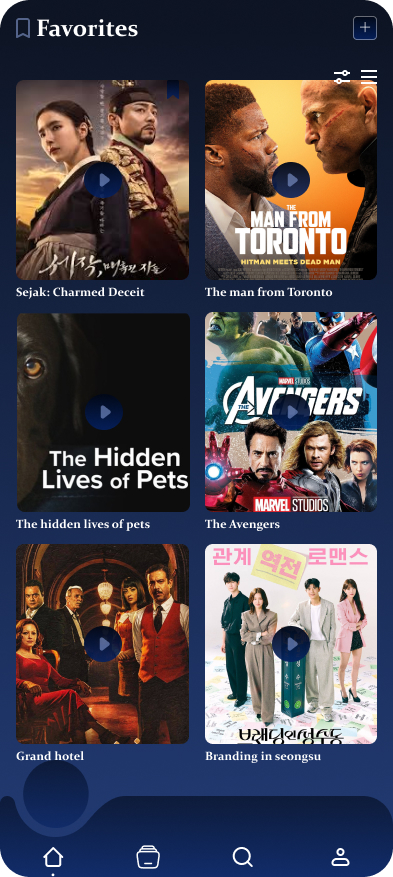 Favorites
세작, 매혹된 자들
THE
MAN FROM
TORONTO
HITMAN MEETS DEAD MAN
Sejak: Charmed Deceit
The man from Toronto
The Hidden
Lives of Pets
MARVEL STUDIOS
THE AVENGERS
MARVEL STUDIOS
The hidden lives of pets
The Avengers
관계 역전 로맨스
브랜딩인성수동
Grand hotel
Branding in seongsu